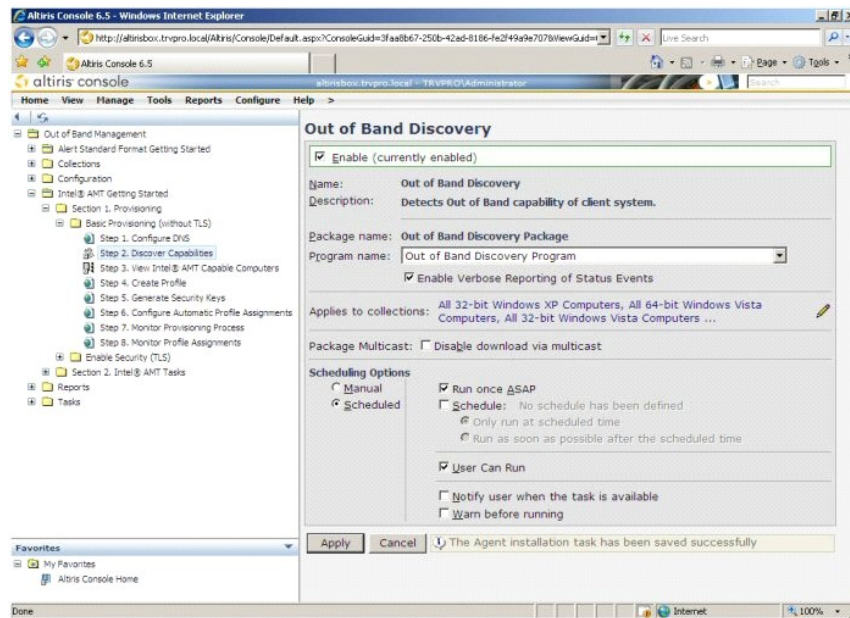 Altiris Console 6.5 - Windows Internet Explorer
http://altirisbox.trvpro.local/Altiris/Console/Default.aspx?ConsoleGuid=3faa8b67-250b-42ad-8186-fe2f49a9e707&ViewGuid=
Live Search
Altiris Console 6.5
Page
Tools
altiris console
altirisbox.trvpro.local - TRVPRO\Administrator
Search
Home View Manage Tools Reports Configure Help >
Out of Band Management
Alert Standard Format Getting Started
Collections
Configuration
Intel® AMT Getting Started
Section 1. Provisioning
Basic Provisioning (without TLS)
Step 1. Configure DNS
Step 2. Discover Capabilities
Step 3. View Intel® AMT Capable Computers
Step 4. Create Profile
Step 5. Generate Security Keys
Step 6. Configure Automatic Profile Assignments
Step 7. Monitor Provisioning Process
Step 8. Monitor Profile Assignments
Enable Security (TLS)
Section 2. Intel® AMT Tasks
Reports
Tasks
Favorites
My Favorites
Altiris Console Home
Out of Band Discovery
Enable (currently enabled)
Name: Out of Band Discovery
Description: Detects Out of Band capability of client system.
Package name: Out of Band Discovery Package
Program name: Out of Band Discovery Program
Enable Verbose Reporting of Status Events
Applies to collections: All 32-bit Windows XP Computers, All 64-bit Windows Vista
Computers, All 32-bit Windows Vista Computers ...
Package Multicast: Disable download via multicast
Scheduling Options
Manual
Scheduled
Run once ASAP
Schedule: No schedule has been defined
Only run at scheduled time
Run as soon as possible after the scheduled time
User Can Run
Notify user when the task is available
Warn before running
Apply Cancel The Agent installation task has been saved successfully
Done
Internet
100%